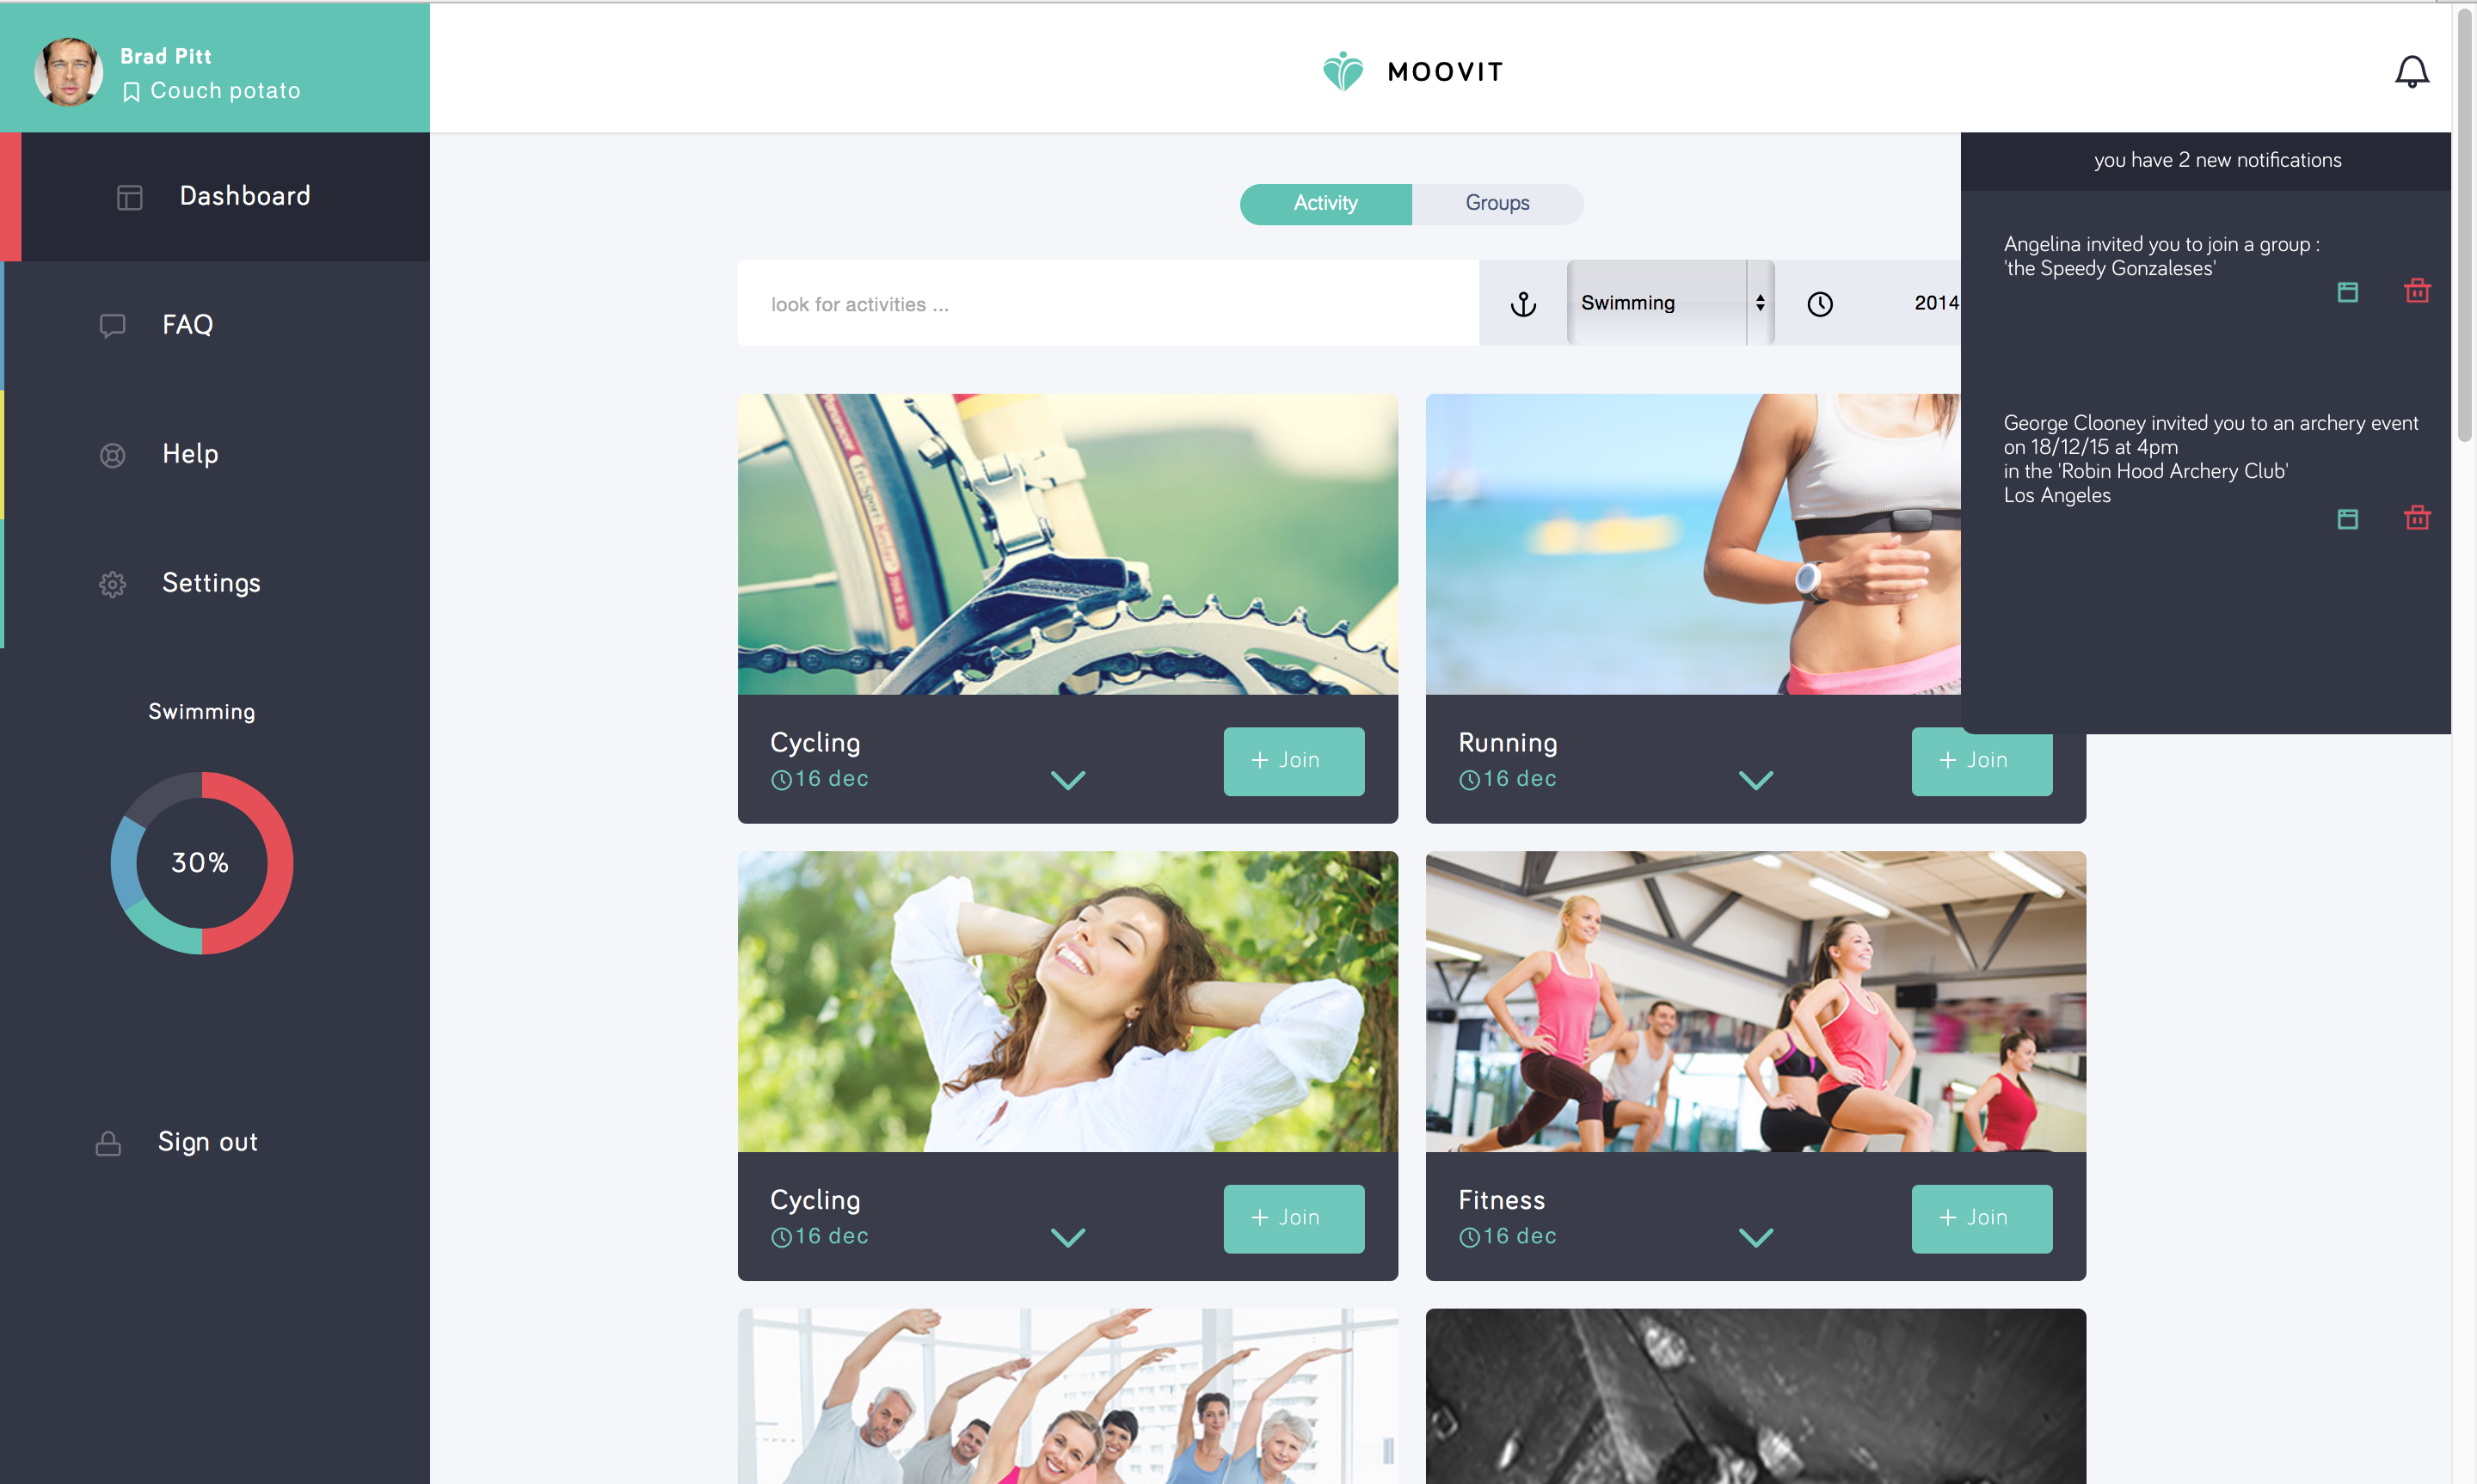 Brad Pitt
Couch potato
MOOVIT
Dashboard
FAQ
Help
Settings
Swimming
30%
Sign out
Activity
Groups
look for activities ...
Swimming
2014
you have 2 new notifications
Angelina invited you to join a group :
'the Speedy Gonzaleses'
George Clooney invited you to an archery event
on 18/12/15 at 4pm
in the 'Robin Hood Archery Club'
Los Angeles
Cycling
16 dec
+ Join
Running
16 dec
+ Join
Cycling
16 dec
+ Join
Fitness
16 dec
+ Join